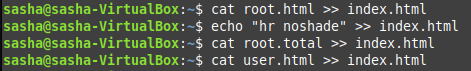 sasha@sasha-VirtualBox:~$ cat root.html >> index.html
sasha@sasha-VirtualBox:~$ echo "hr noshade" >> index.html
sasha@sasha-VirtualBox:~$ cat root.total >> index.html
sasha@sasha-VirtualBox:~$ cat user.html >> index.html